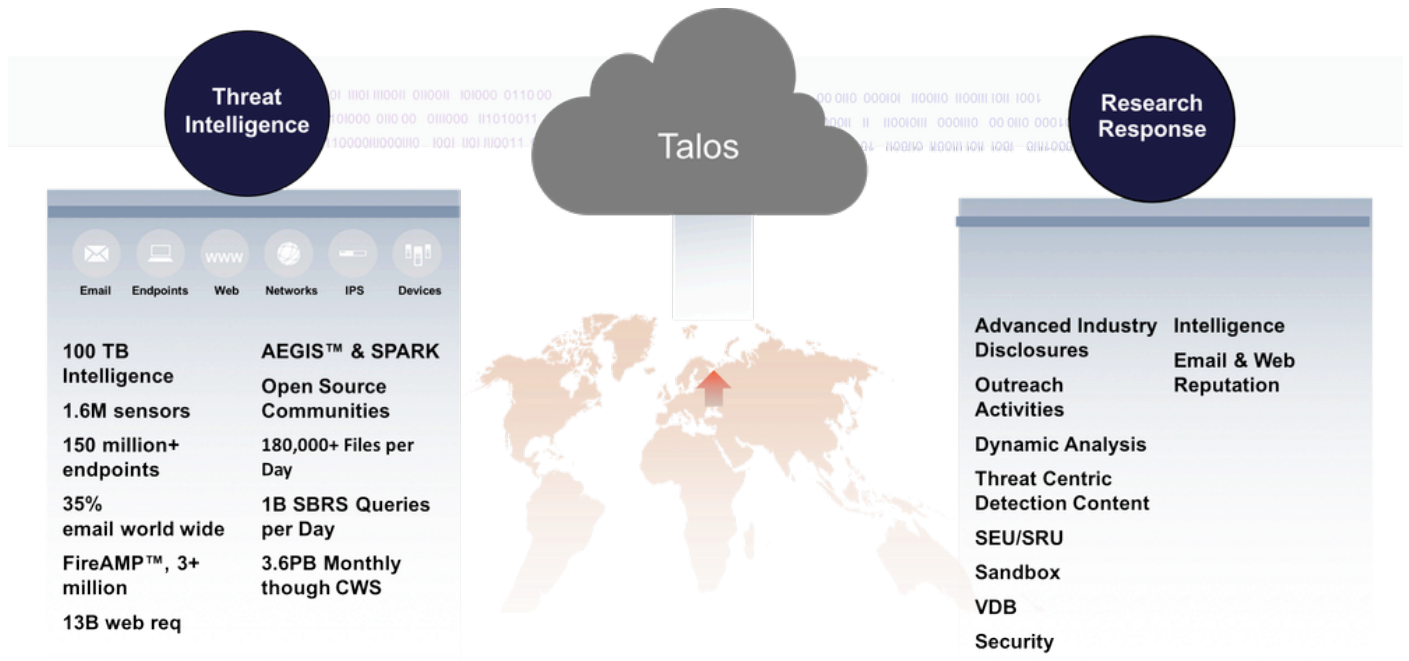 Threat
Intelligence
Talos
Research
Response
www
Email
Endpoints
Web
Networks
IPS
Devices
100 TB
Intelligence
1.6M sensors
150 million+
endpoints
35%
email world wide
FireAMP™, 3+
million
13B web req
AEGIS™ & SPARK
Open Source
Communities
180,000+ Files per
Day
1B SBRS Queries
per Day
3.6PB Monthly
though CWS
Advanced Industry
Disclosures
Outreach
Activities
Dynamic Analysis
Threat Centric
Detection Content
SEU/SRU
Sandbox
VDB
Security
Intelligence
Email & Web
Reputation